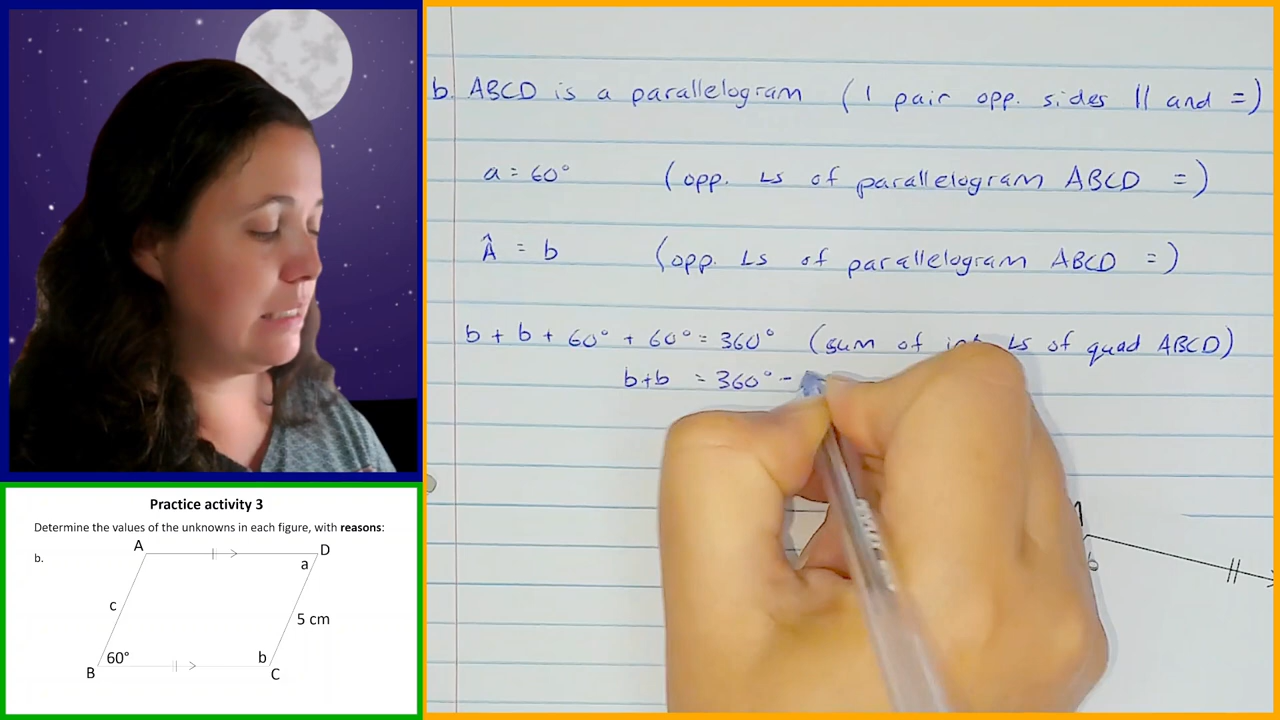 b. ABCD is a parallelogram (1 pair opp. sides || and =)
a = 60° (opp. ∠s of parallelogram ABCD =)
Â = b (opp. ∠s of parallelogram ABCD =)
b + b + 60° + 60° = 360° (sum of int ∠s of quad ABCD)
b+b = 360° -
Practice activity 3
Determine the values of the unknowns in each figure, with reasons:
b.
A
D
a
c
5 cm
60°
b
B
C